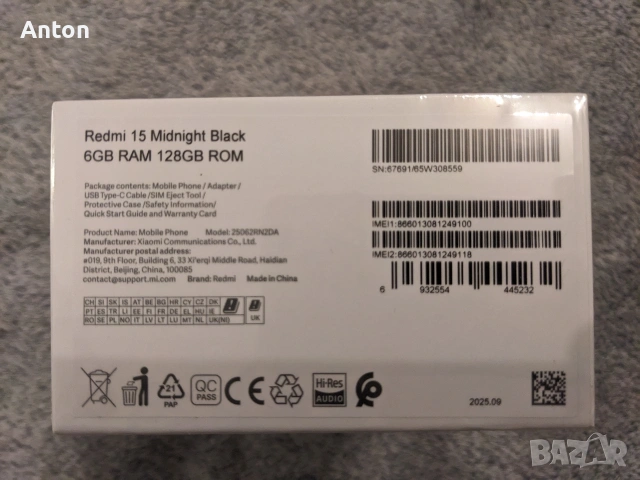 Anton
Redmi 15 Midnight Black
6GB RAM 128GB ROM
Package contents: Mobile Phone / Adapter /
USB Type-C Cable /SIM Eject Tool /
Protective Case /Safety Information/
Quick Start Guide and Warranty Card
Product Name: Mobile Phone Model: 25062RN2DA
Manufacturer: Xiaomi Communications Co., Ltd.
Manufacturer postal address:
#019, 9th Floor, Building 6, 33 Xi'erqi Middle Road, Haidian
District, Beijing, China, 100085
contact@support.mi.com Brand: Redmi Made in China
CH SI SK IS AT BE BG HR CY CZ DK
PT ES TR LI EE FI FR DE EL HU IE
RO SE PL NO IT LV LT LU MT NL UK(NI)
UK
SN:67691/65W308559
IMEI1:866013081249100
IMEI2:866013081249118
6 932554 445232
21
PAP
QC
PASS
CE
Hi-Res
AUDIO
2025.09
BAZAR